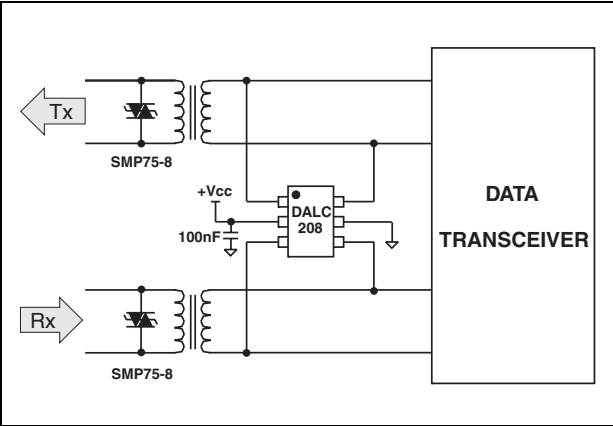 Tx
SMP75-8
+Vcc
100nF
DALC
208
DATA
TRANSCEIVER
Rx
SMP75-8